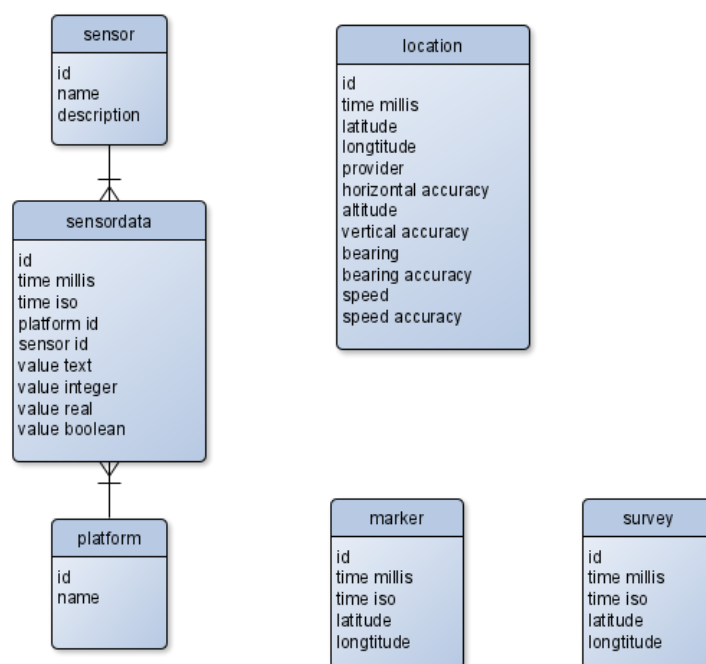 sensor
id
name
description
location
id
time millis
latitude
longtitude
provider
horizontal accuracy
altitude
vertical accuracy
bearing
bearing accuracy
speed
speed accuracy
sensordata
id
time millis
time iso
platform id
sensor id
value text
value integer
value real
value boolean
platform
id
name
marker
id
time millis
time iso
latitude
longtitude
survey
id
time millis
time iso
latitude
longtitude